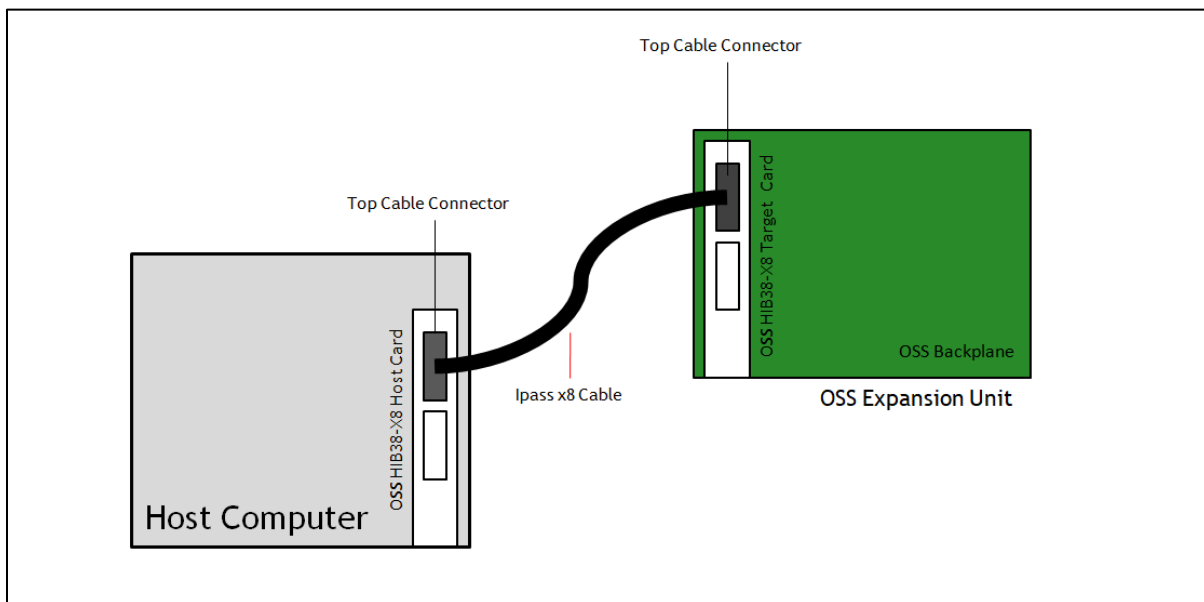 Top Cable Connector
Top Cable Connector
OSS HIB38-X8 Target Card
OSS HIB38-X8 Host Card
Ipass x8 Cable
OSS Backplane
OSS Expansion Unit
Host Computer